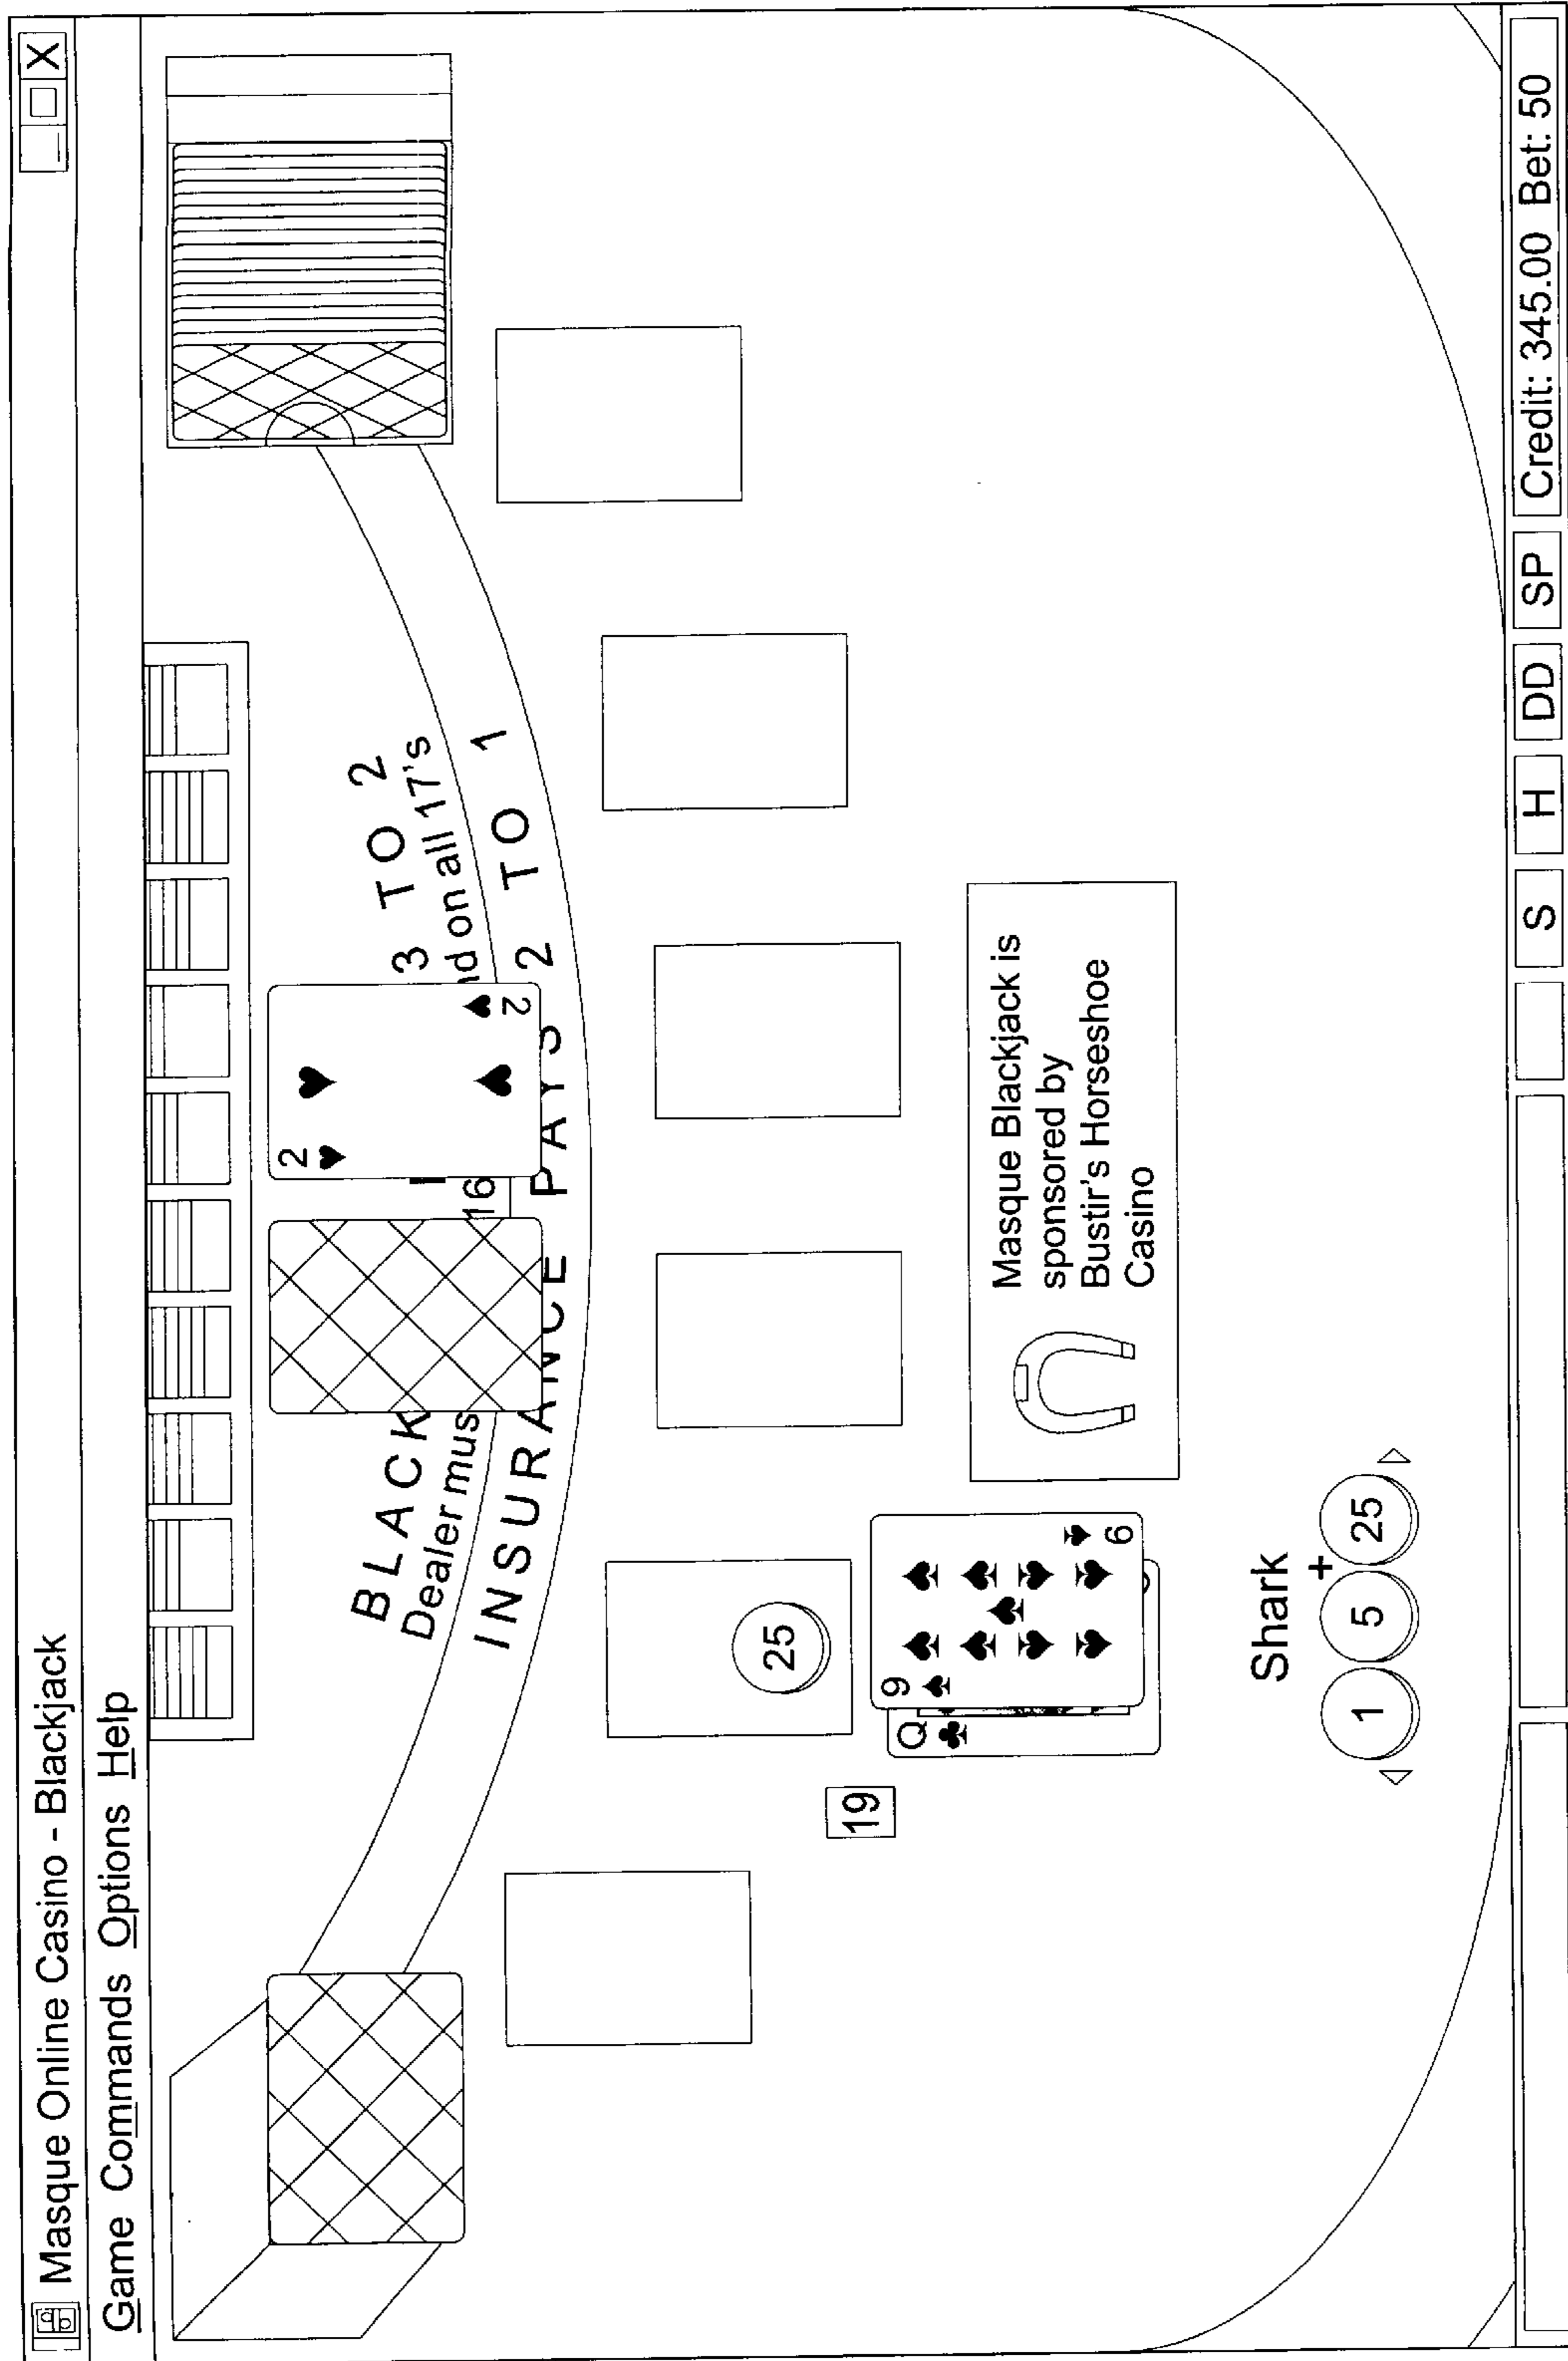 Masque Online Casino - Blackjack
X
Game Commands Options Help
BLACK 3 TO 2
Dealer mus 16 nd on all 17's
INSURANCE PAYS 2 TO 1
2
2
25
19
Q
9
9
Masque Blackjack is
sponsored by
Bustir's Horseshoe
Casino
Shark
+
1 5 25
S H DD SP Credit: 345.00 Bet: 50